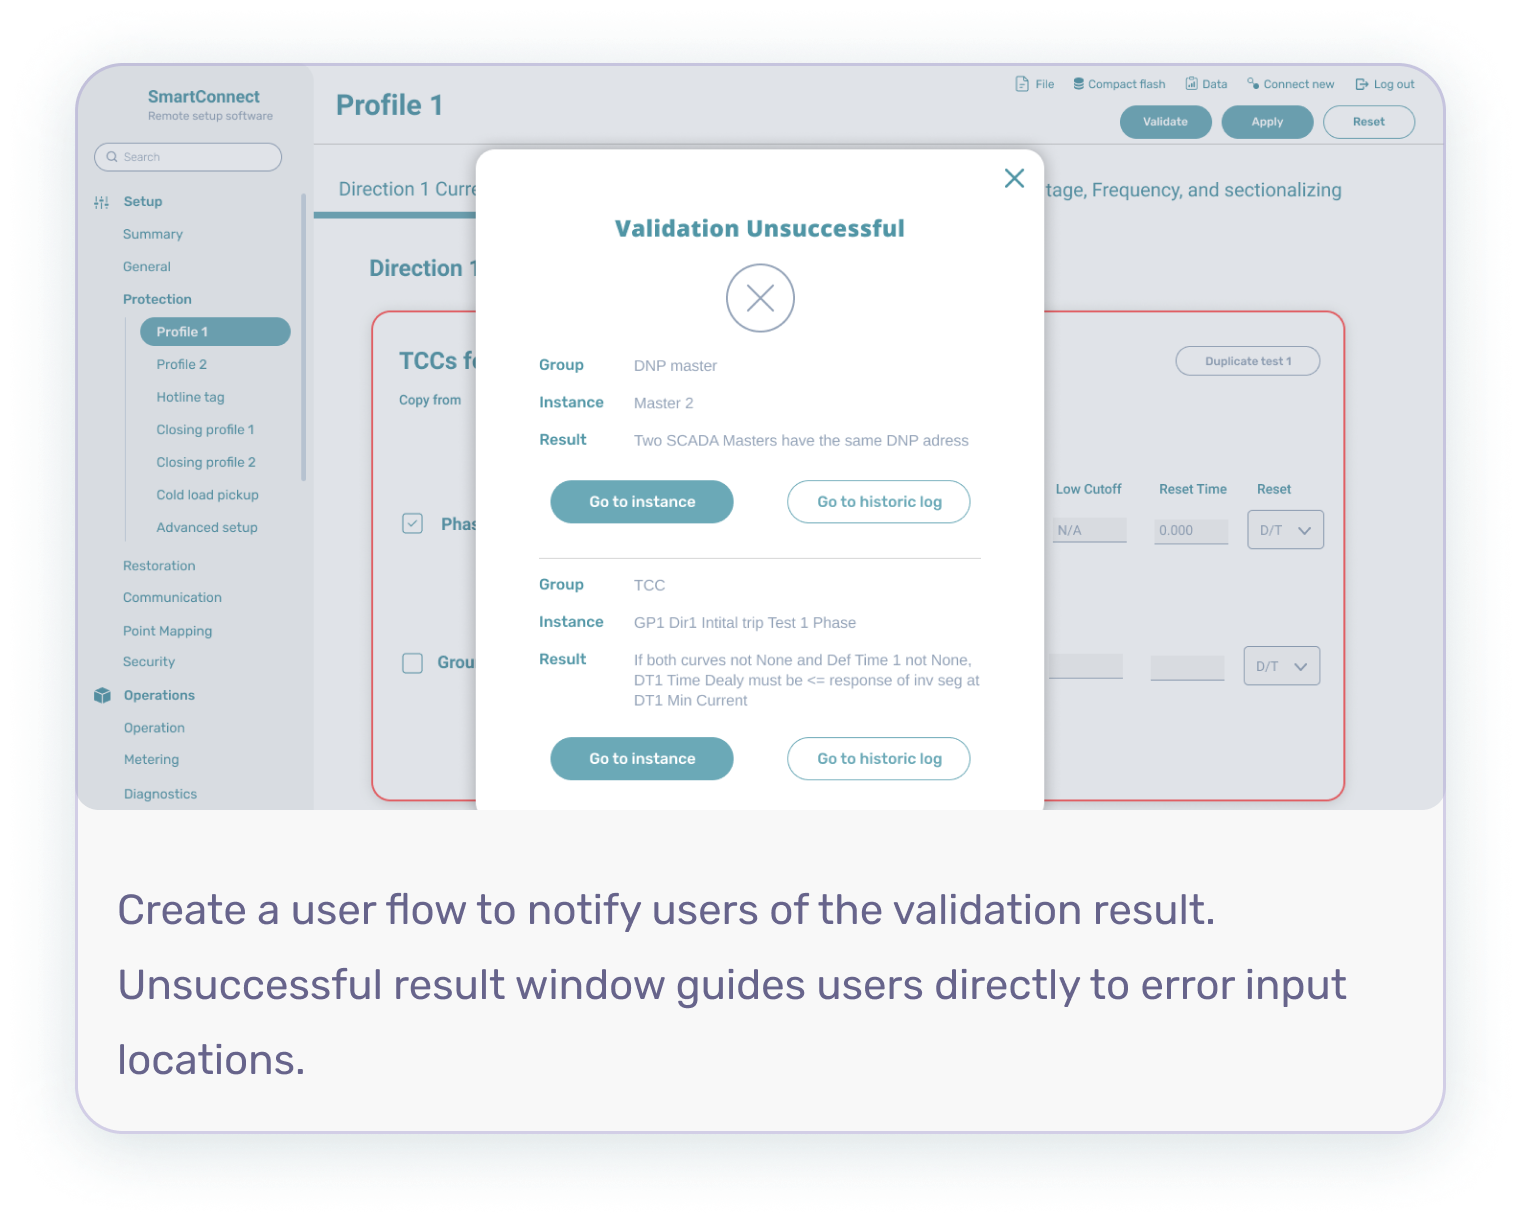 SmartConnect
Remote setup software
Search
Setup
Summary
General
Protection
Profile 1
Profile 2
Hotline tag
Closing profile 1
Closing profile 2
Cold load pickup
Advanced setup
Restoration
Communication
Point Mapping
Security
Operations
Operation
Metering
Diagnostics
Profile 1
File Compact flash Data Connect new Log out
Validate Apply Reset
Direction 1
tage, Frequency, and sectionalizing
Direction 1
TCCs
Duplicate test 1
Copy from
Low Cutoff Reset Time Reset
N/A 0.000 D/T
D/T
Validation Unsuccessful
Group DNP master
Instance Master 2
Result Two SCADA Masters have the same DNP adress
Go to instance Go to historic log
Group TCC
Instance GP1 Dir1 Intital trip Test 1 Phase
Result If both curves not None and Def Time 1 not None,
DT1 Time Dealy must be <= response of inv seg at
DT1 Min Current
Go to instance Go to historic log
Create a user flow to notify users of the validation result.
Unsuccessful result window guides users directly to error input
locations.